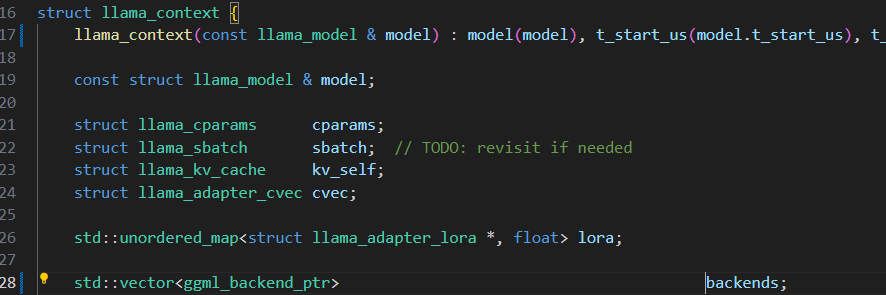 16 struct llama_context {
17     llama_context(const llama_model & model) : model(model), t_start_us(model.t_start_us), t_
18
19     const struct llama_model & model;
20
21     struct llama_cparams      cparams;
22     struct llama_sbatch       sbatch;  // TODO: revisit if needed
23     struct llama_kv_cache     kv_self;
24     struct llama_adapter_cvec cvec;
25
26     std::unordered_map<struct llama_adapter_lora *, float> lora;
27
28     std::vector<ggml_backend_ptr>                                         backends;